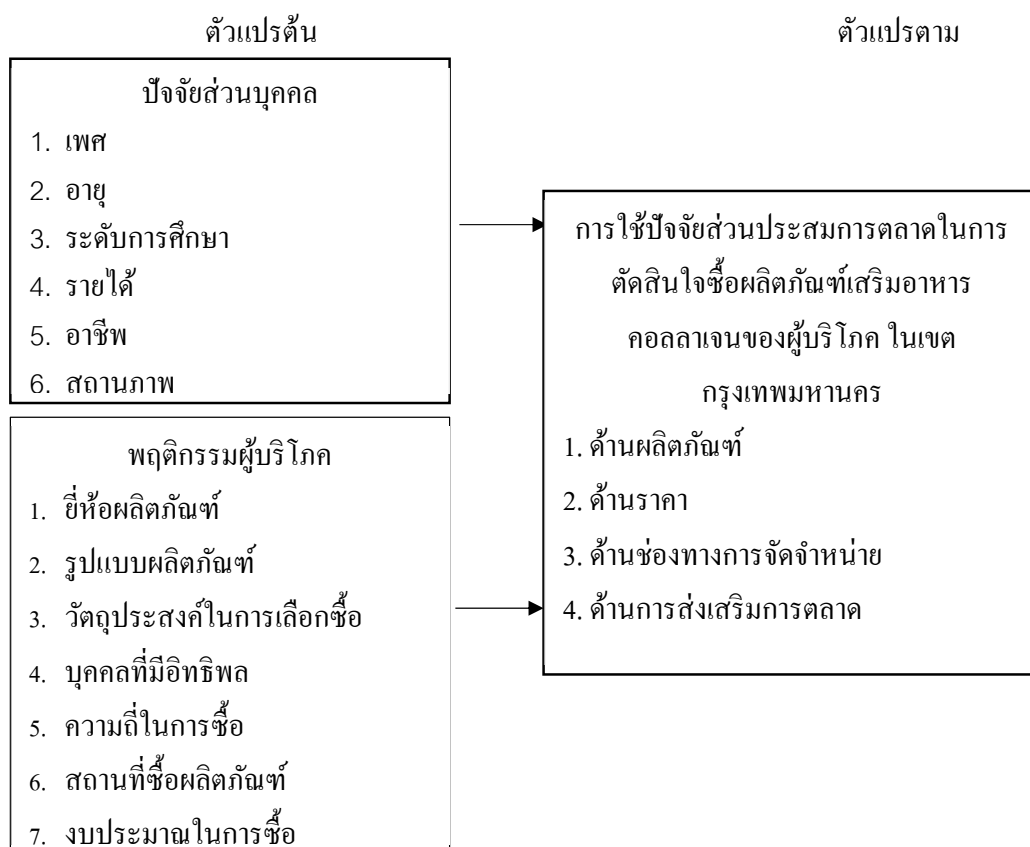 ตัวแปรต้น
ตัวแปรตาม
ปัจจัยส่วนบุคคล
1. เพศ
2. อายุ
3. ระดับการศึกษา
4. รายได้
5. อาชีพ
6. สถานภาพ
พฤติกรรมผู้บริโภค
1. ยี่ห้อผลิตภัณฑ์
2. รูปแบบผลิตภัณฑ์
3. วัตถุประสงค์ในการเลือกซื้อ
4. บุคคลที่มีอิทธิพล
5. ความถี่ในการซื้อ
6. สถานที่ซื้อผลิตภัณฑ์
7. งบประมาณในการซื้อ
การใช้ปัจจัยส่วนประสมการตลาดในการ
ตัดสินใจซื้อผลิตภัณฑ์เสริมอาหาร
คอลลาเจนของผู้บริโภค ในเขต
กรุงเทพมหานคร
1. ด้านผลิตภัณฑ์
2. ด้านราคา
3. ด้านช่องทางการจัดจำหน่าย
4. ด้านการส่งเสริมการตลาด